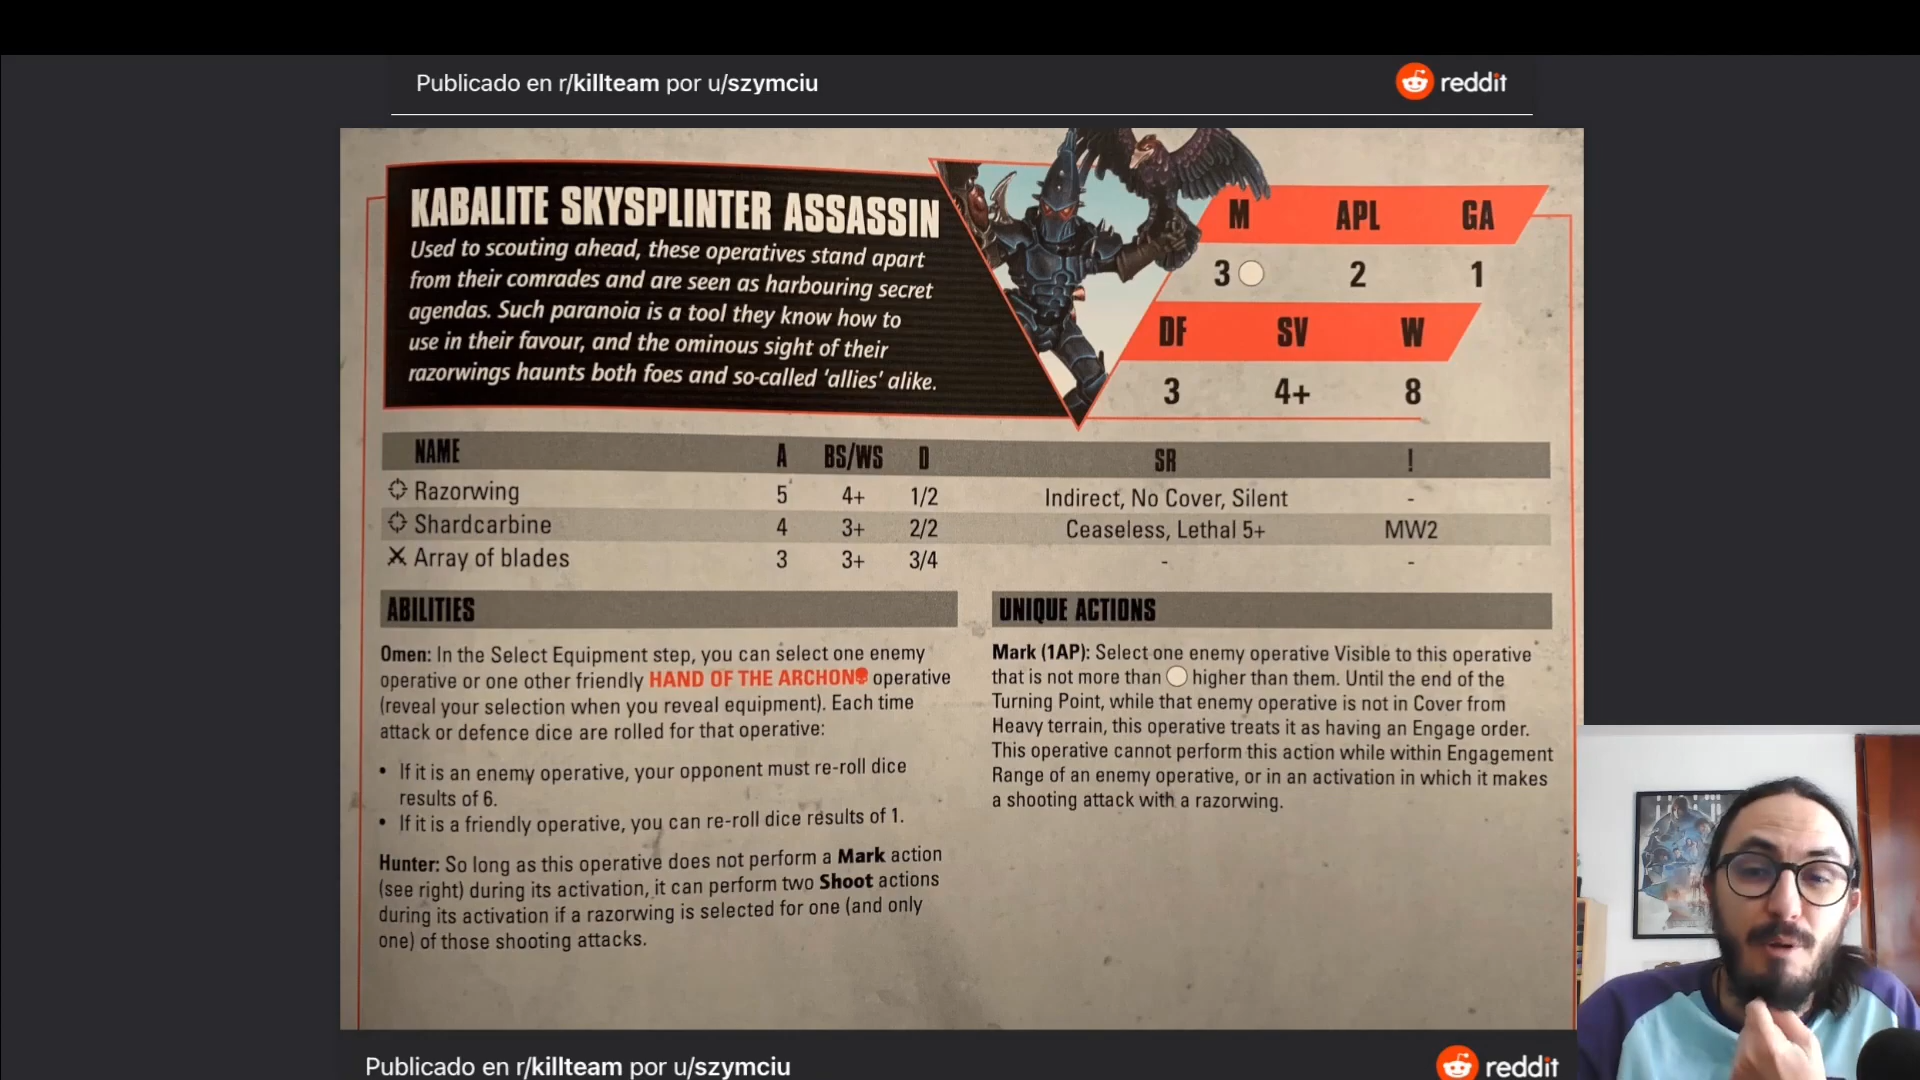 Publicado en r/killteam por u/szymciu
reddit
KABALITE SKYSPLINTER ASSASSIN
Used to scouting ahead, these operatives stand apart
from their comrades and are seen as harbouring secret
agendas. Such paranoia is a tool they know how to
use in their favour, and the ominous sight of their
razorwings haunts both foes and so-called 'allies' alike.
M APL GA
3 2 1
DF SV W
3 4+ 8
NAME A BS/WS D SR !
Razorwing 5 4+ 1/2 Indirect, No Cover, Silent -
Shardcarbine 4 3+ 2/2 Ceaseless, Lethal 5+ MW2
Array of blades 3 3+ 3/4 - -
ABILITIES
Omen: In the Select Equipment step, you can select one enemy
operative or one other friendly HAND OF THE ARCHON operative
(reveal your selection when you reveal equipment). Each time
attack or defence dice are rolled for that operative:
• If it is an enemy operative, your opponent must re-roll dice
results of 6.
• If it is a friendly operative, you can re-roll dice results of 1.
Hunter: So long as this operative does not perform a Mark action
(see right) during its activation, it can perform two Shoot actions
during its activation if a razorwing is selected for one (and only
one) of those shooting attacks.
UNIQUE ACTIONS
Mark (1AP): Select one enemy operative Visible to this operative
that is not more than higher than them. Until the end of the
Turning Point, while that enemy operative is not in Cover from
Heavy terrain, this operative treats it as having an Engage order.
This operative cannot perform this action while within Engagement
Range of an enemy operative, or in an activation in which it makes
a shooting attack with a razorwing.
Publicado en r/killteam por u/szymciu
reddit